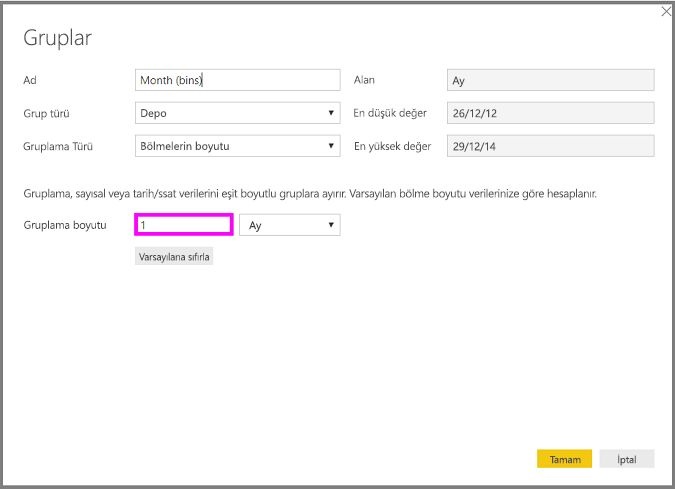 Gruplar
Ad Month (bins) Alan Ay
Grup türü Depo En düşük değer 26/12/12
Gruplama Türü Bölmelerin boyutu En yüksek değer 29/12/14
Gruplama, sayısal veya tarih/ssat verilerini eşit boyutlu gruplara ayırır. Varsayılan bölme boyutu verilerinize göre hesaplanır.
Gruplama boyutu 1 Ay
Varsayılana sıfırla
Tamam İptal